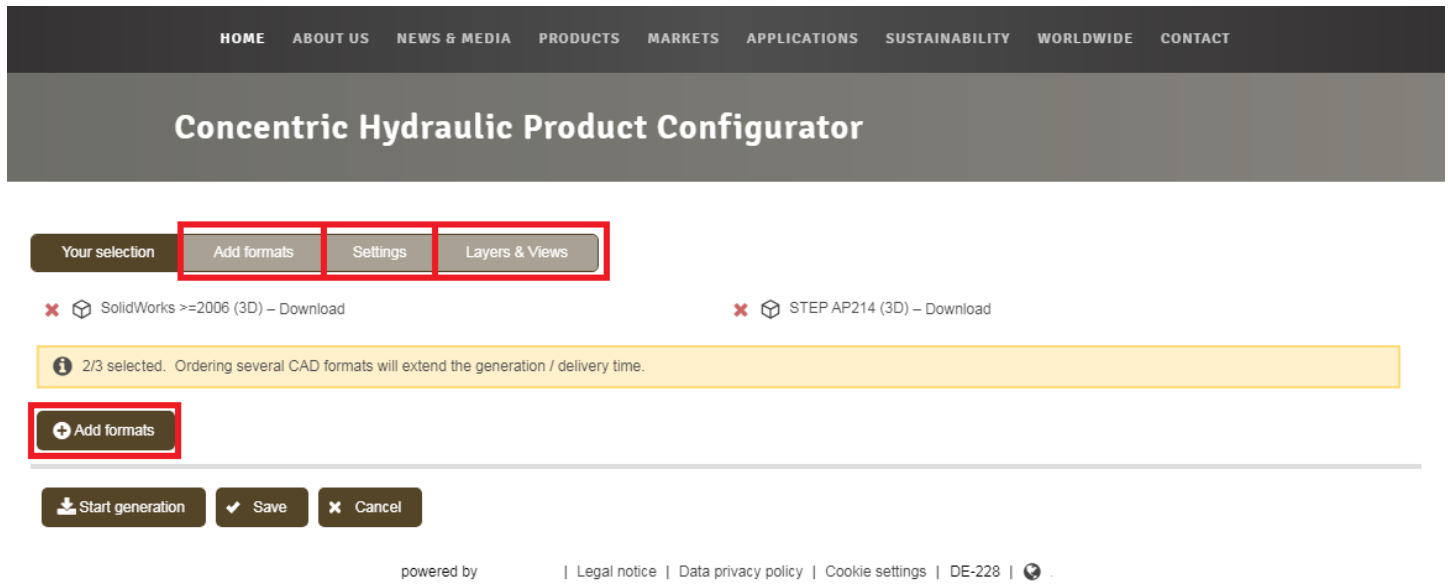 HOME ABOUT US NEWS & MEDIA PRODUCTS MARKETS APPLICATIONS SUSTAINABILITY WORLDWIDE CONTACT
Concentric Hydraulic Product Configurator
Your selection Add formats Settings Layers & Views
SolidWorks >=2006 (3D) – Download STEP AP214 (3D) – Download
2/3 selected. Ordering several CAD formats will extend the generation / delivery time.
Add formats
Start generation Save Cancel
powered by | Legal notice | Data privacy policy | Cookie settings | DE-228 | .